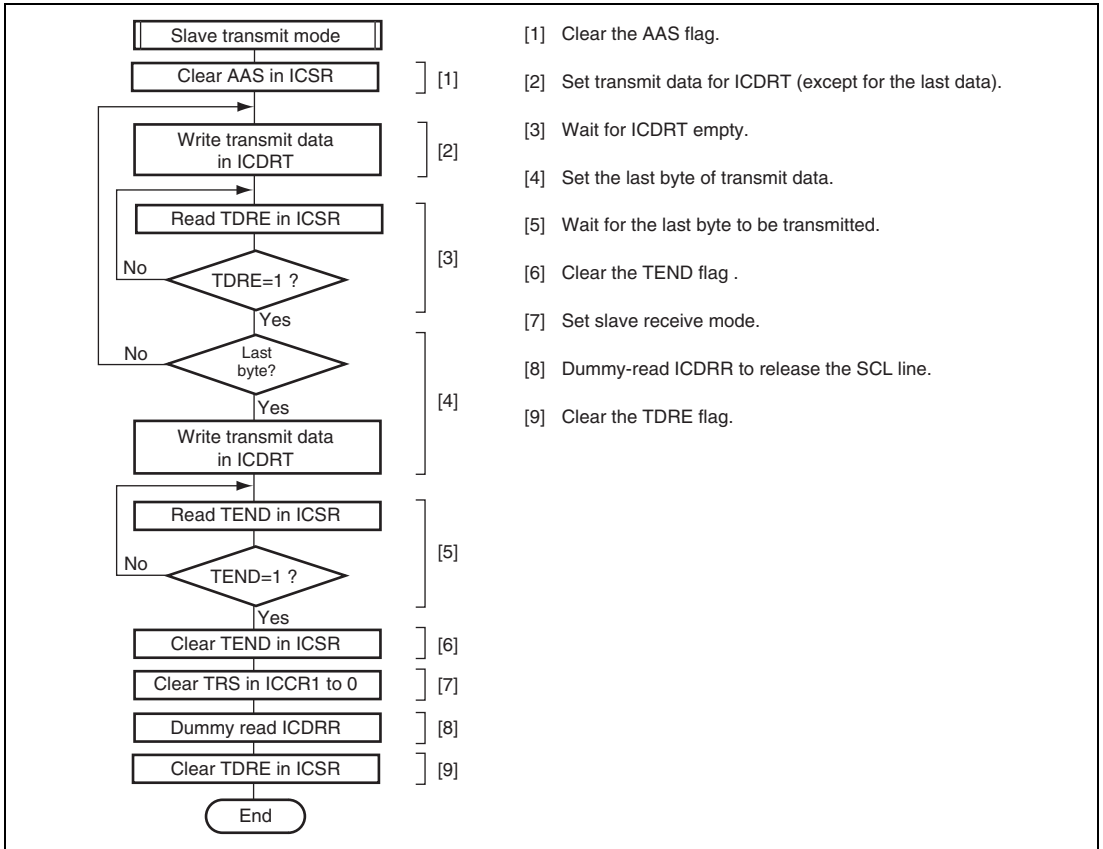 Slave transmit mode
Clear AAS in ICSR
[1]
Write transmit data
in ICDRT
[2]
Read TDRE in ICSR
No
TDRE=1 ?
[3]
Yes
No
Last
byte?
Yes
[4]
Write transmit data
in ICDRT
Read TEND in ICSR
No
TEND=1 ?
[5]
Yes
Clear TEND in ICSR
[6]
Clear TRS in ICCR1 to 0
[7]
Dummy read ICDRR
[8]
Clear TDRE in ICSR
[9]
End
[1] Clear the AAS flag.
[2] Set transmit data for ICDRT (except for the last data).
[3] Wait for ICDRT empty.
[4] Set the last byte of transmit data.
[5] Wait for the last byte to be transmitted.
[6] Clear the TEND flag .
[7] Set slave receive mode.
[8] Dummy-read ICDRR to release the SCL line.
[9] Clear the TDRE flag.